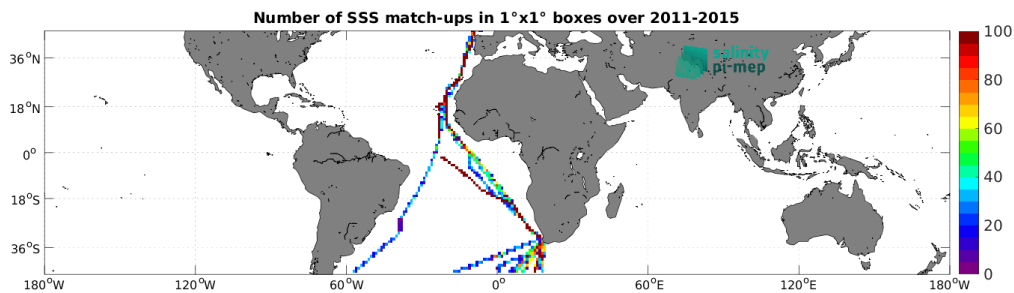 Number of SSS match-ups in 1°x1° boxes over 2011-2015
salinity
pi-mep
36°N
18°N
0°
18°S
36°S
180°W
120°W
60°W
0°
60°E
120°E
180°W
100
80
60
40
20
0